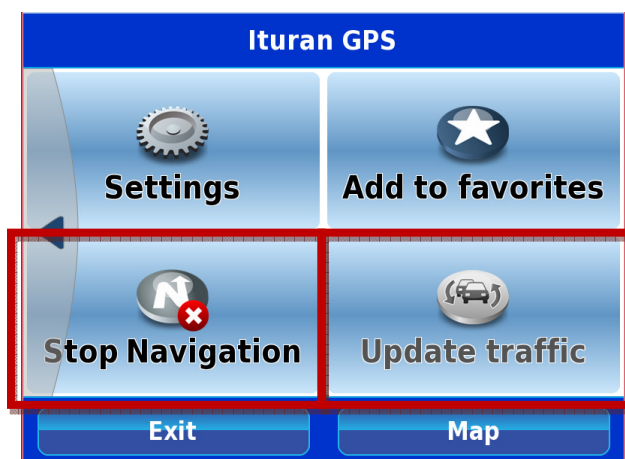 Ituran GPS
Settings
Add to favorites
Stop Navigation
Update traffic
Exit
Map